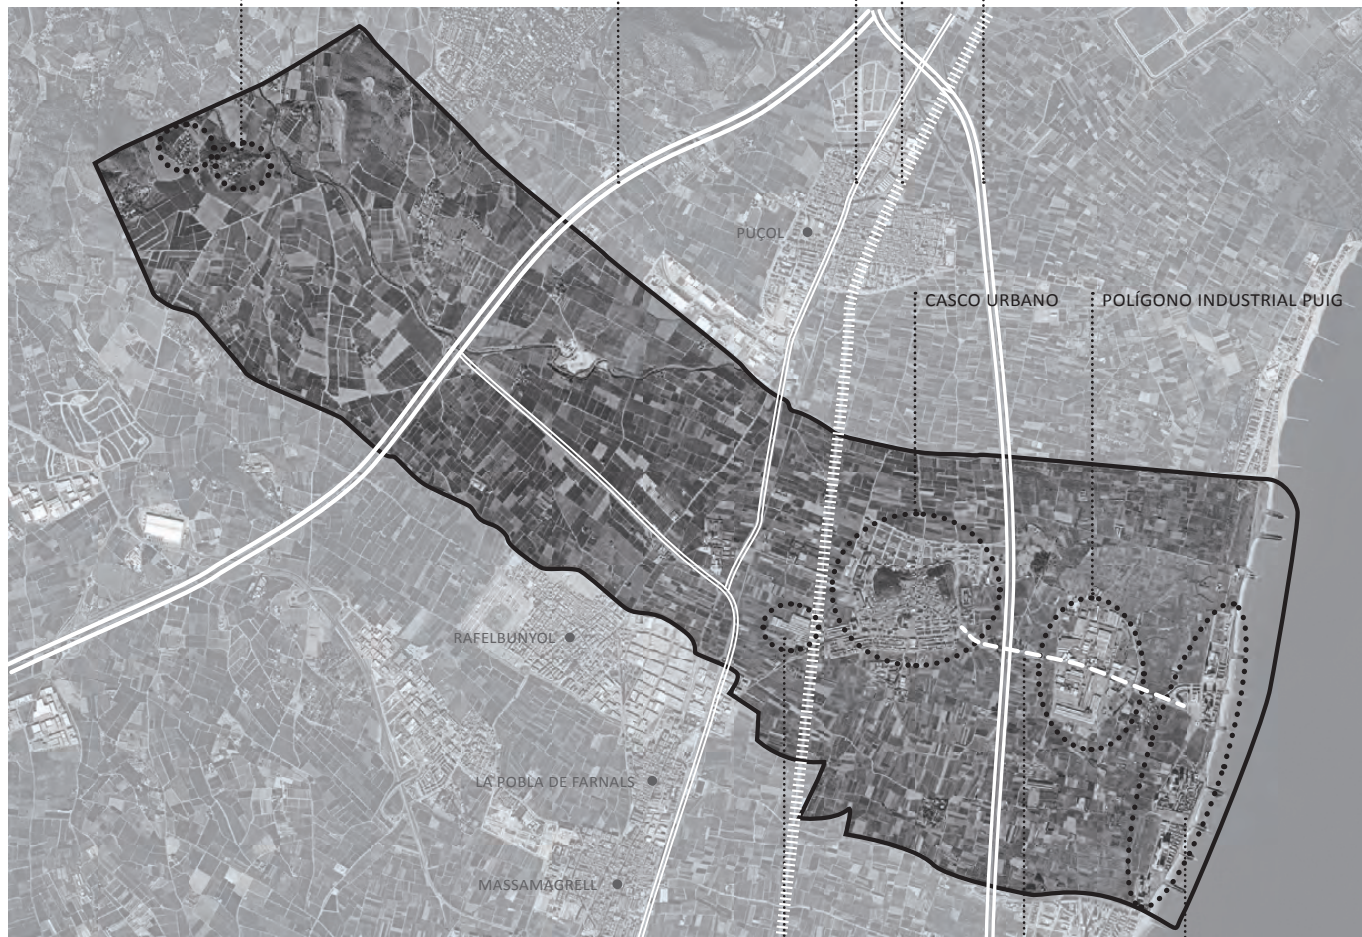 PUÇOL
CASCO URBANO
POLÍGONO INDUSTRIAL PUIG
RAFELBUNYOL
LA POBLA DE FARNALS
MASSAMAGRELL